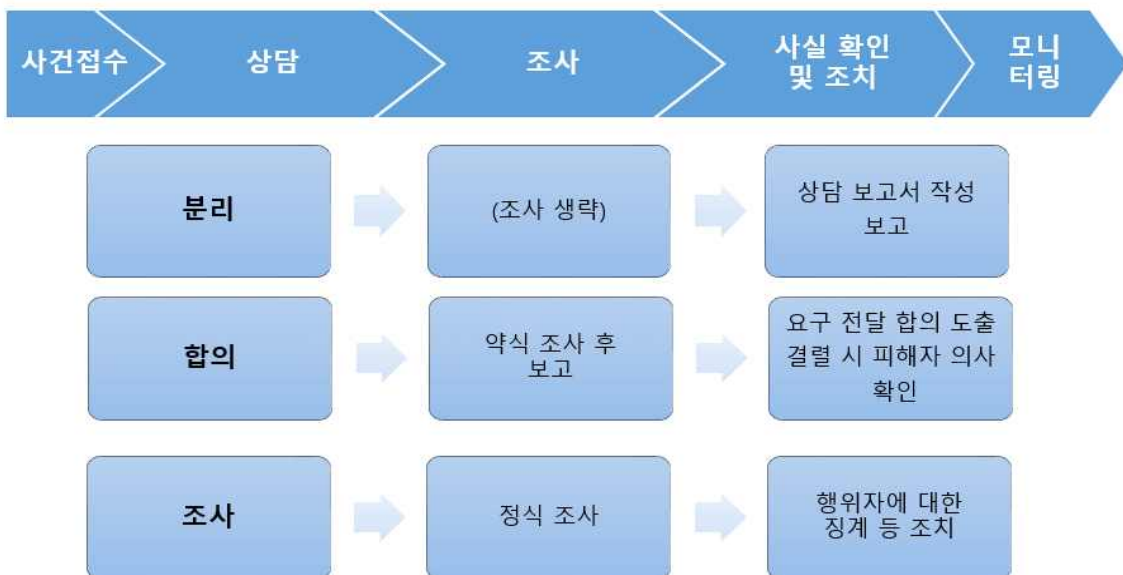 사건접수
상담
조사
사실 확인
및 조치
모니
터링
분리
(조사 생략)
상담 보고서 작성
보고
합의
약식 조사 후
보고
요구 전달 합의 도출
결렬 시 피해자 의사
확인
조사
정식 조사
행위자에 대한
징계 등 조치